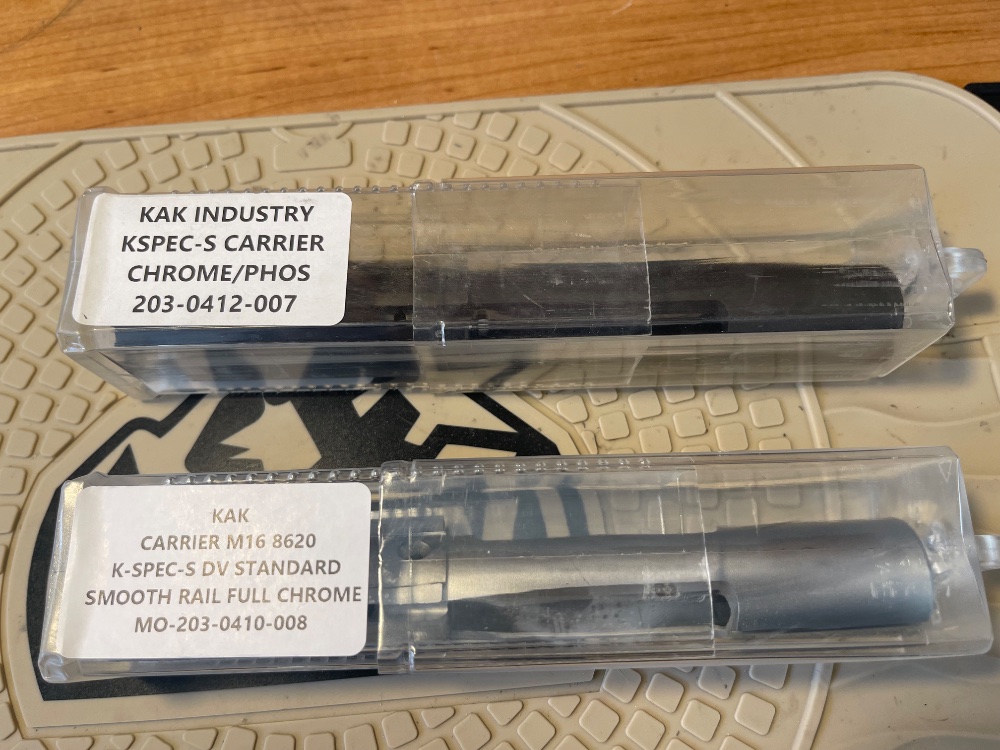 KAK INDUSTRY
KSPEC-S CARRIER
CHROME/PHOS
203-0412-007
KAK
CARRIER M16 8620
K-SPEC-S DV STANDARD
SMOOTH RAIL FULL CHROME
MO-203-0410-008